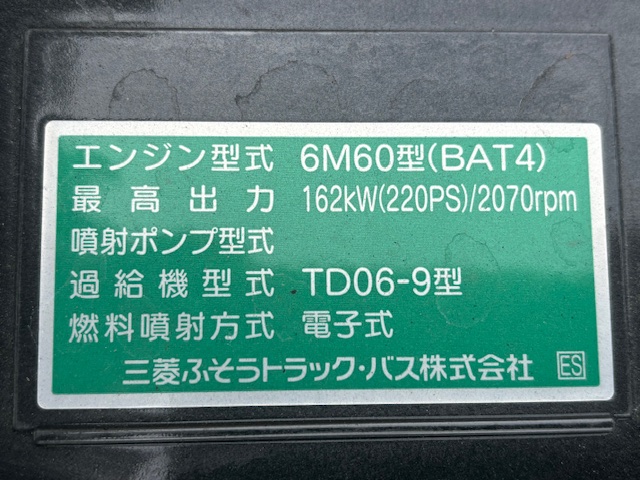 エンジン型式 6M60型(BAT4)
最高出力 162kW(220PS)/2070rpm
噴射ポンプ型式
過給機型式 TD06-9型
燃料噴射方式 電子式
三菱ふそうトラック・バス株式会社 ES